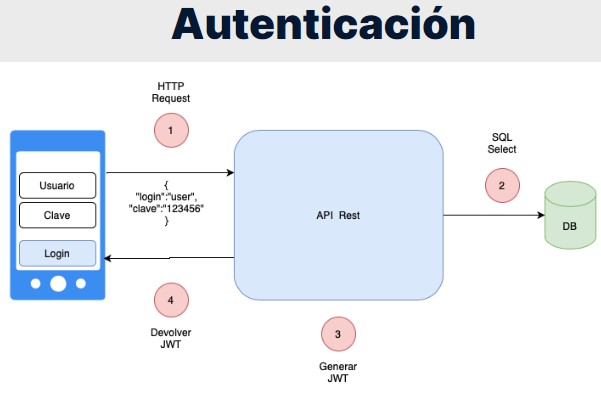 Autenticación
HTTP
Request
1
SQL
Select
Usuario
Clave
Login
{
"login":"user",
"clave":"123456"
}
API Rest
2
DB
4
Devolver
JWT
3
Generar
JWT